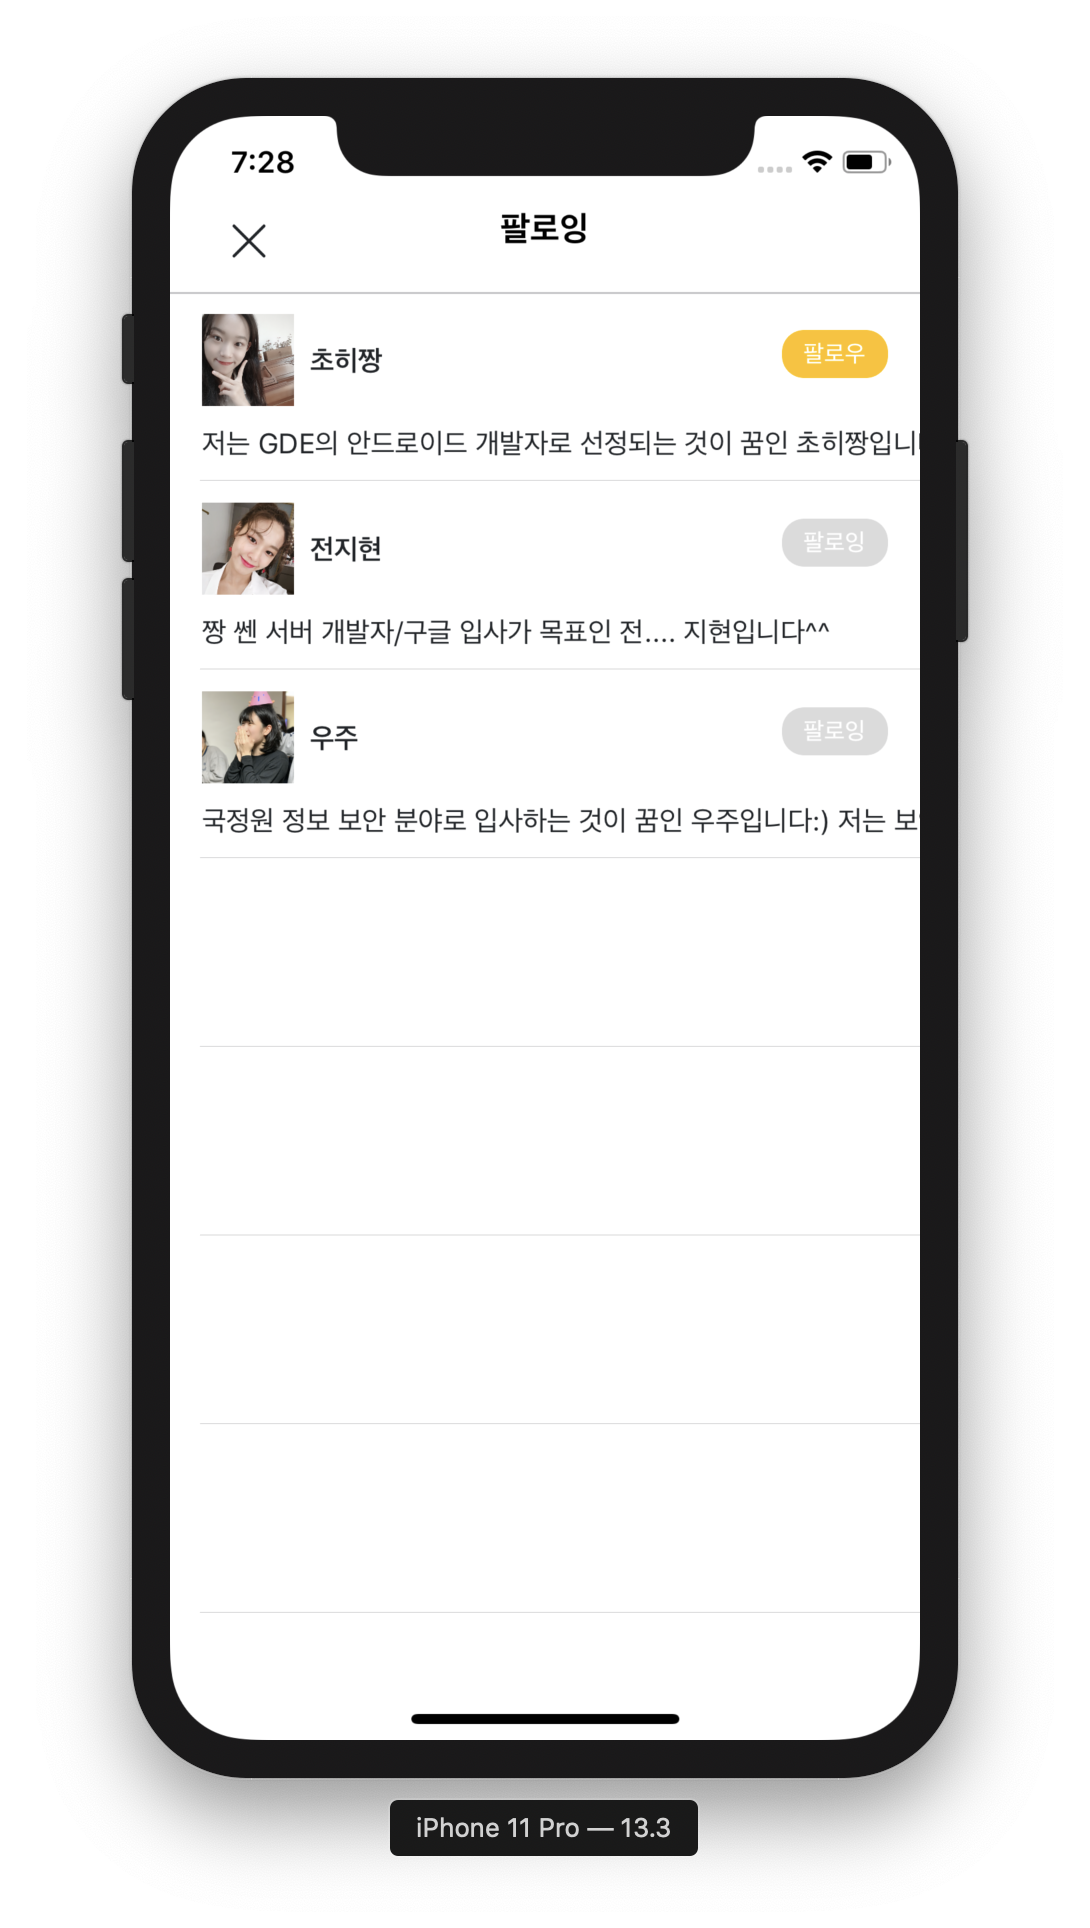 7:28
팔로잉
초히짱
팔로우
저는 GDE의 안드로이드 개발자로 선정되는 것이 꿈인 초히짱입니
전지현
팔로잉
짱 쎈 서버 개발자/구글 입사가 목표인 전.... 지현입니다^^
우주
팔로잉
국정원 정보 보안 분야로 입사하는 것이 꿈인 우주입니다:) 저는 보
iPhone 11 Pro — 13.3